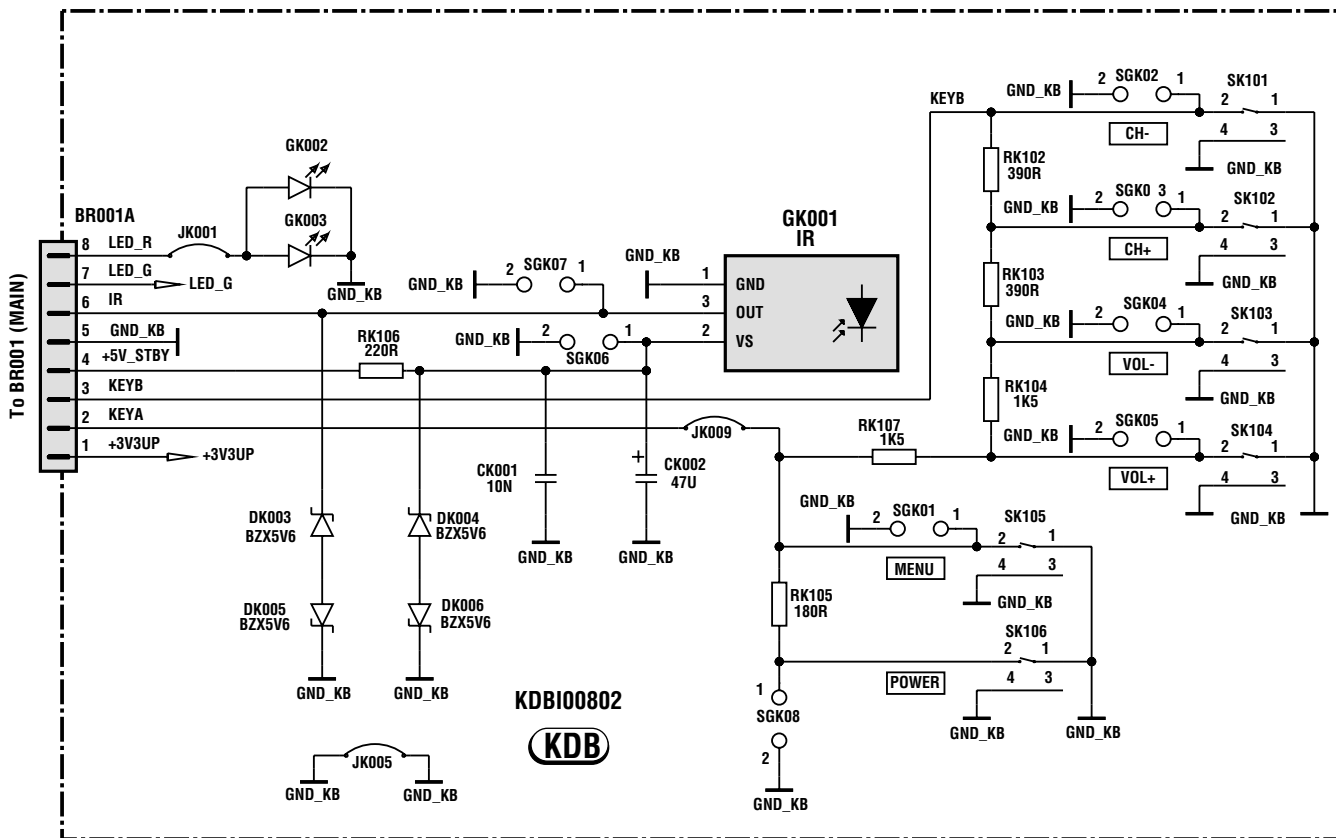 SGK02
SK101
GND_KB
2
1
KEYB
2
1
CH-
4
3
GK002
RK102
390R
GND_KB
SGK0 3
SK102
GND_KB
2
1
GK001
IR
BR001A
GK003
2
1
JK001
CH+
4
3
8 LED_R
7 LED_G
LED_G
GND_KB
GND_KB
2
SGK07
1
GND_KB
1
GND
RK103
390R
GND_KB
SGK04
SK103
6 IR
3
OUT
GND_KB
2
1
2
1
5 GND_KB
RK106
220R
GND_KB
2
1
SGK06
2
VS
VOL-
4
3
4 +5V_STBY
To BR001 (MAIN)
3 KEYB
RK104
1K5
GND_KB
SGK05
SK104
2 KEYA
JK009
RK107
1K5
GND_KB
2
1
2
1
1 +3V3UP
+3V3UP
CK001
10N
+
CK002
47U
VOL+
4
3
GND_KB
GND_KB
SGK01
2
1
SK105
DK003
BZX5V6
DK004
BZX5V6
GND_KB
GND_KB
2
1
MENU
4
3
DK005
BZX5V6
DK006
BZX5V6
RK105
180R
GND_KB
SK106
2
1
GND_KB
GND_KB
POWER
4
3
KDBI00802
1
SGK08
2
GND_KB
GND_KB
KDB
JK005
GND_KB
GND_KB
GND_KB